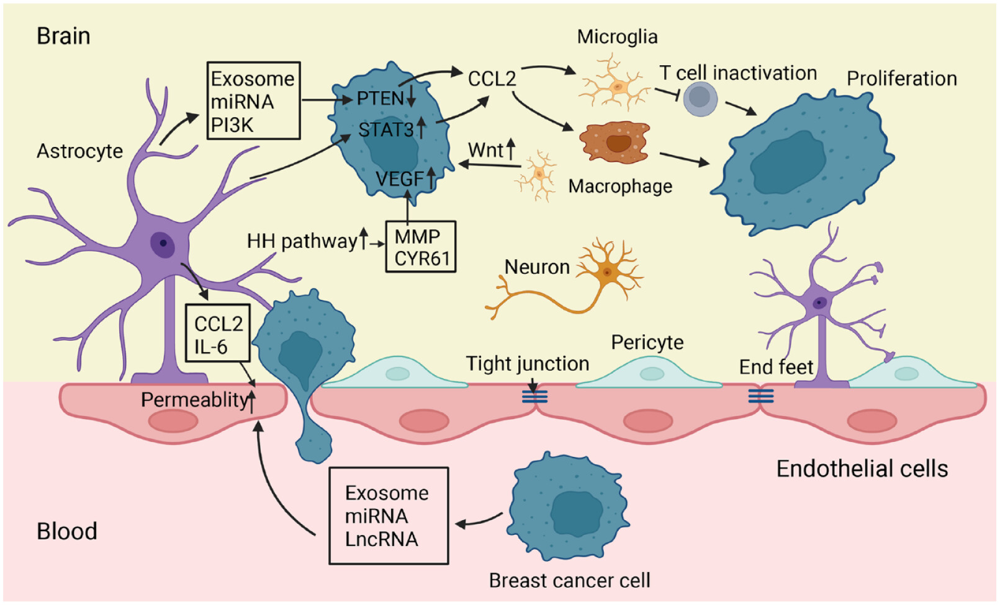 Brain
Microglia
Exosome
miRNA
PI3K
PTEN
CCL2
T cell inactivation
Proliferation
STAT3
Astrocyte
Wnt
VEGF
Macrophage
HH pathway
MMP
CYR61
Neuron
CCL2
IL-6
Pericyte
Tight junction
End feet
Permeablity
Endothelial cells
Exosome
miRNA
LncRNA
Blood
Breast cancer cell